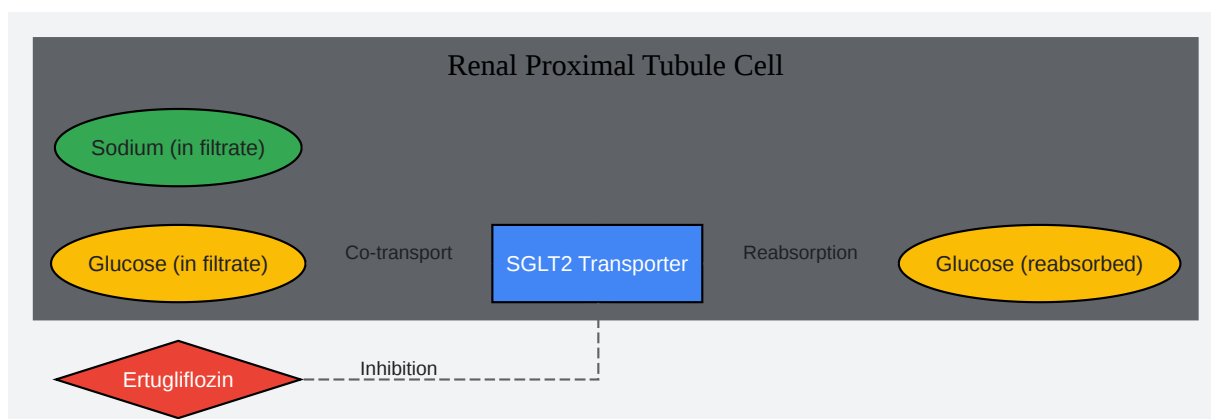 Renal Proximal Tubule Cell
Sodium (in filtrate)
Glucose (in filtrate)
Co-transport
SGLT2 Transporter
Reabsorption
Glucose (reabsorbed)
Ertugliflozin
Inhibition